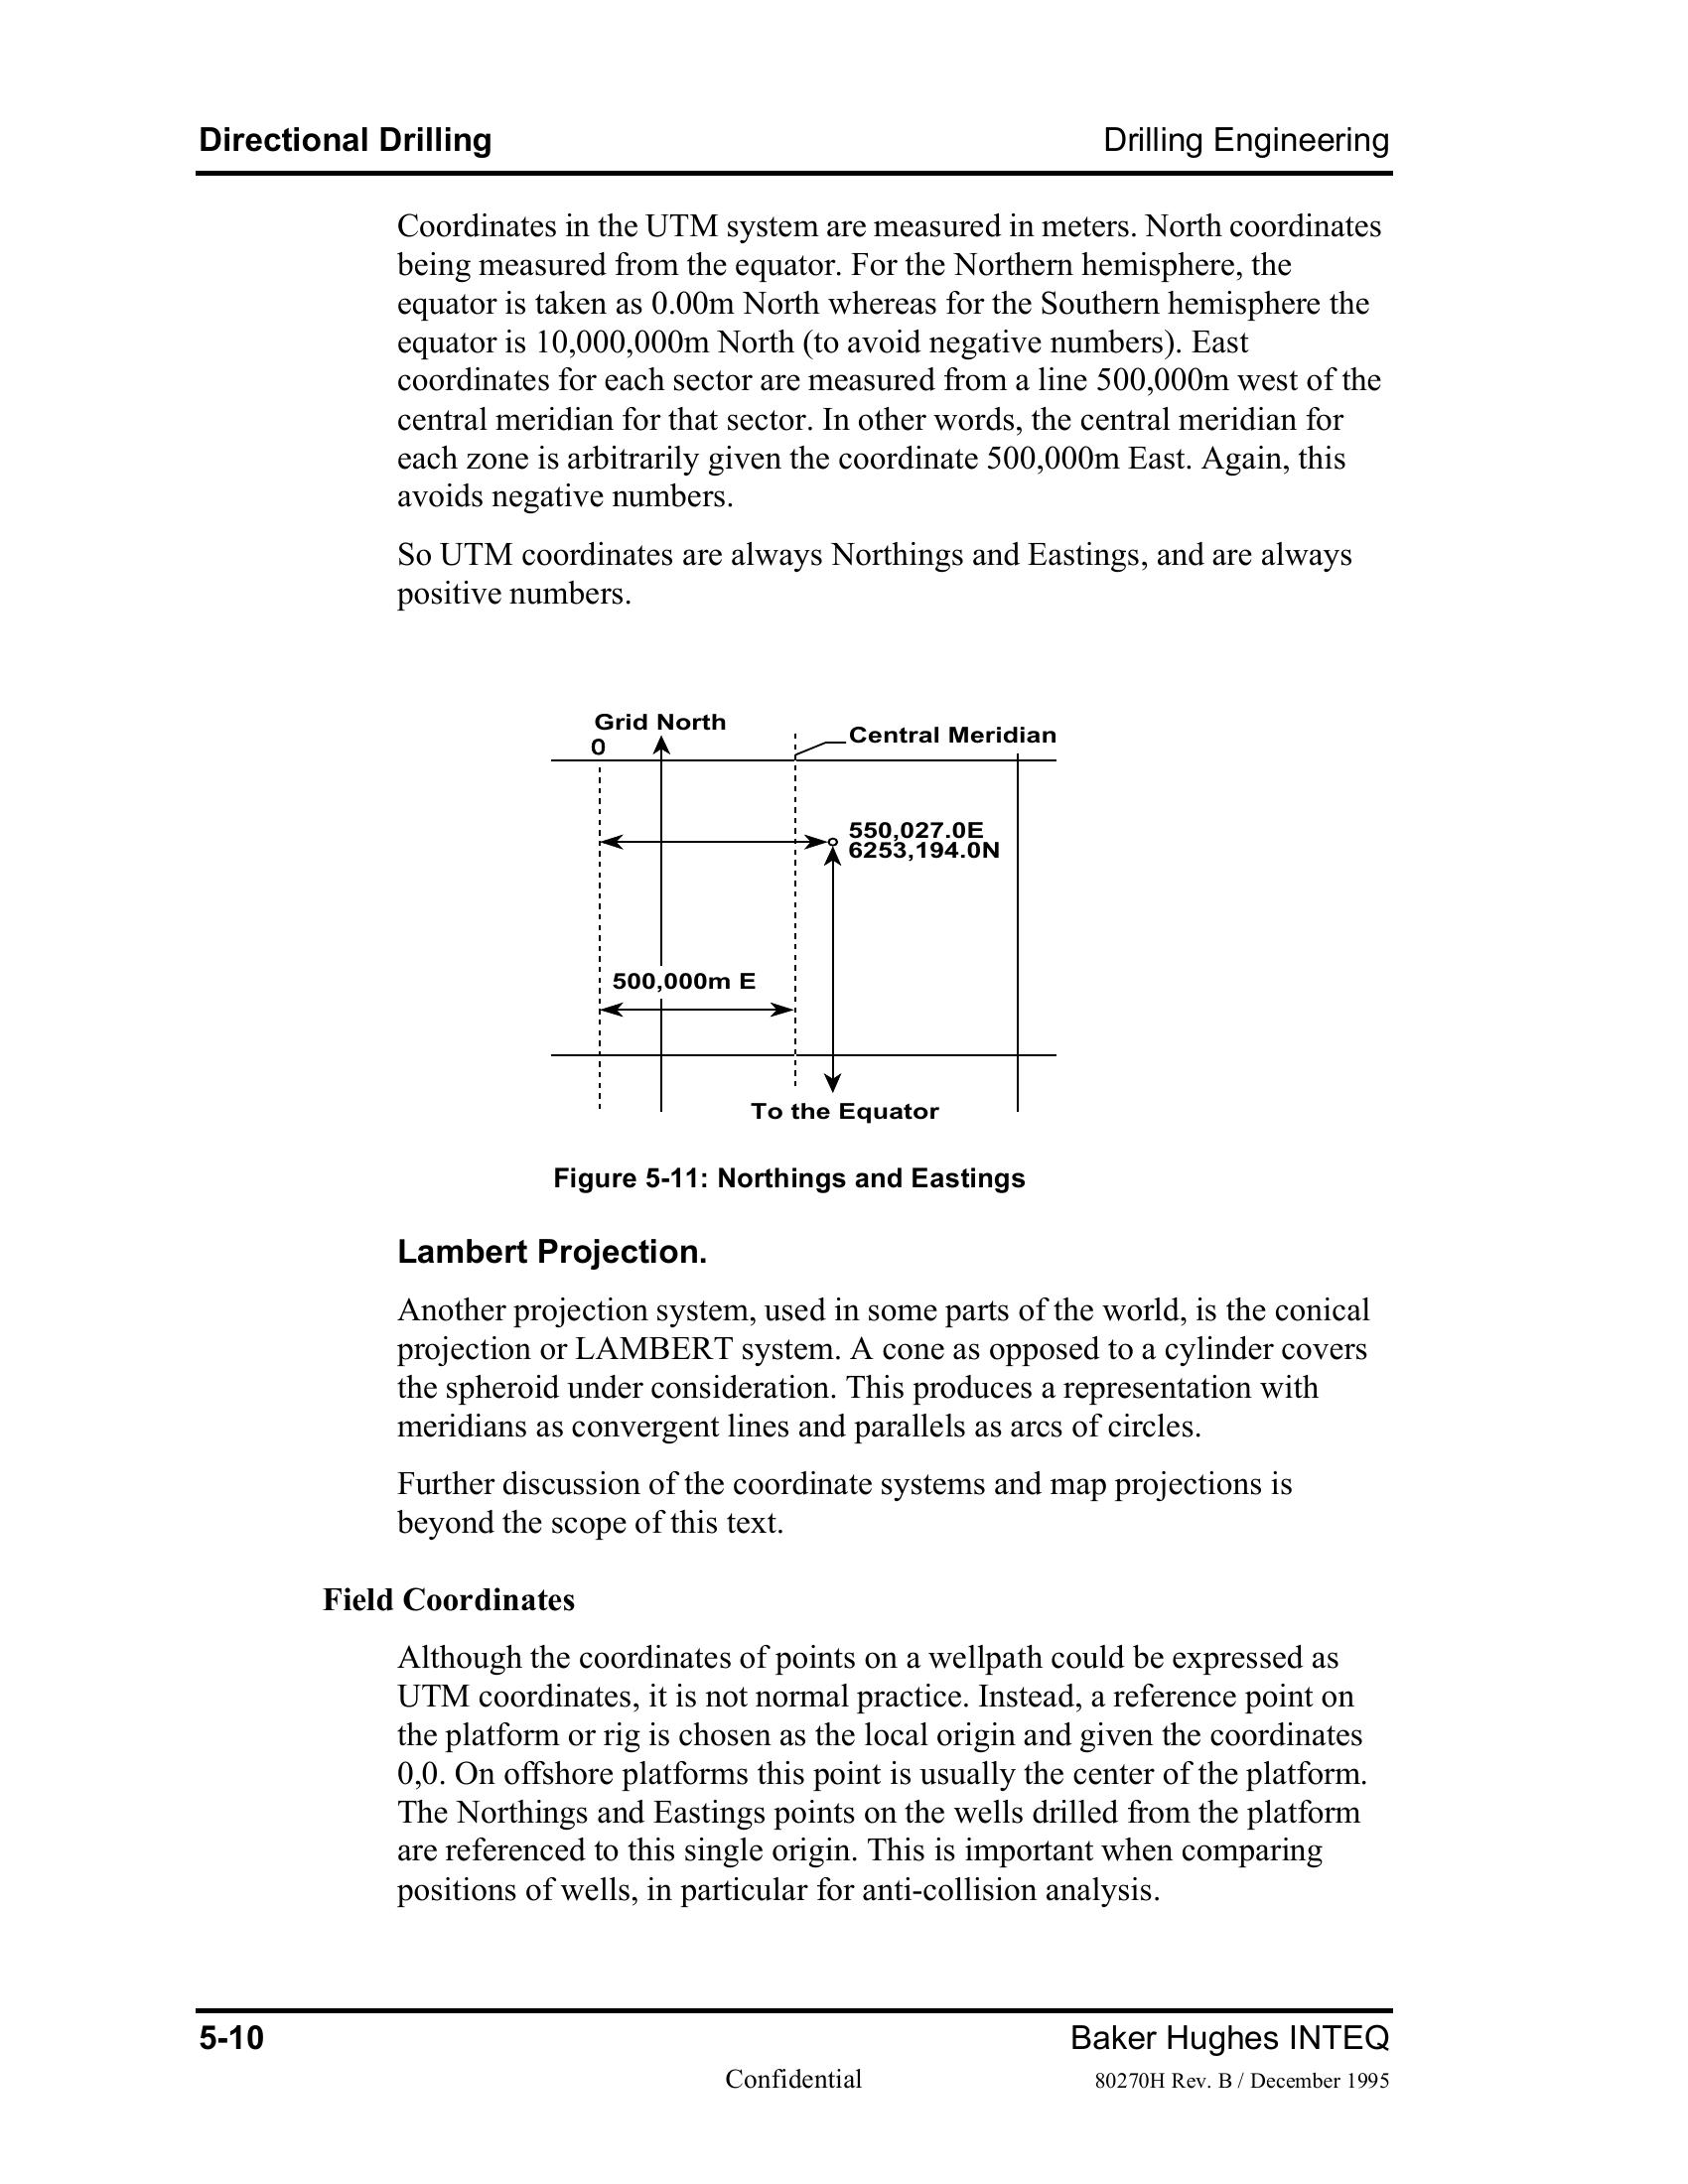 Directional Drilling
Drilling Engineering
Coordinates in the UTM system are measured in meters. North coordinates
being measured from the equator. For the Northern hemisphere, the
equator is taken as 0.00m North whereas for the Southern hemisphere the
equator is 10,000,000m North (to avoid negative numbers). East
coordinates for each sector are measured from a line 500,000m west of the
central meridian for that sector. In other words, the central meridian for
each zone is arbitrarily given the coordinate 500,000m East. Again, this
avoids negative numbers.
So UTM coordinates are always Northings and Eastings, and are always
positive numbers.
Grid North
0
Central Meridian
550,027.0E
6253,194.0N
500,000m E
To the Equator
Figure 5-11: Northings and Eastings
Lambert Projection.
Another projection system, used in some parts of the world, is the conical
projection or LAMBERT system. A cone as opposed to a cylinder covers
the spheroid under consideration. This produces a representation with
meridians as convergent lines and parallels as arcs of circles.
Further discussion of the coordinate systems and map projections is
beyond the scope of this text.
Field Coordinates
Although the coordinates of points on a wellpath could be expressed as
UTM coordinates, it is not normal practice. Instead, a reference point on
the platform or rig is chosen as the local origin and given the coordinates
0,0. On offshore platforms this point is usually the center of the platform.
The Northings and Eastings points on the wells drilled from the platform
are referenced to this single origin. This is important when comparing
positions of wells, in particular for anti-collision analysis.
5-10
Baker Hughes INTEQ
Confidential
80270H Rev. B / December 1995